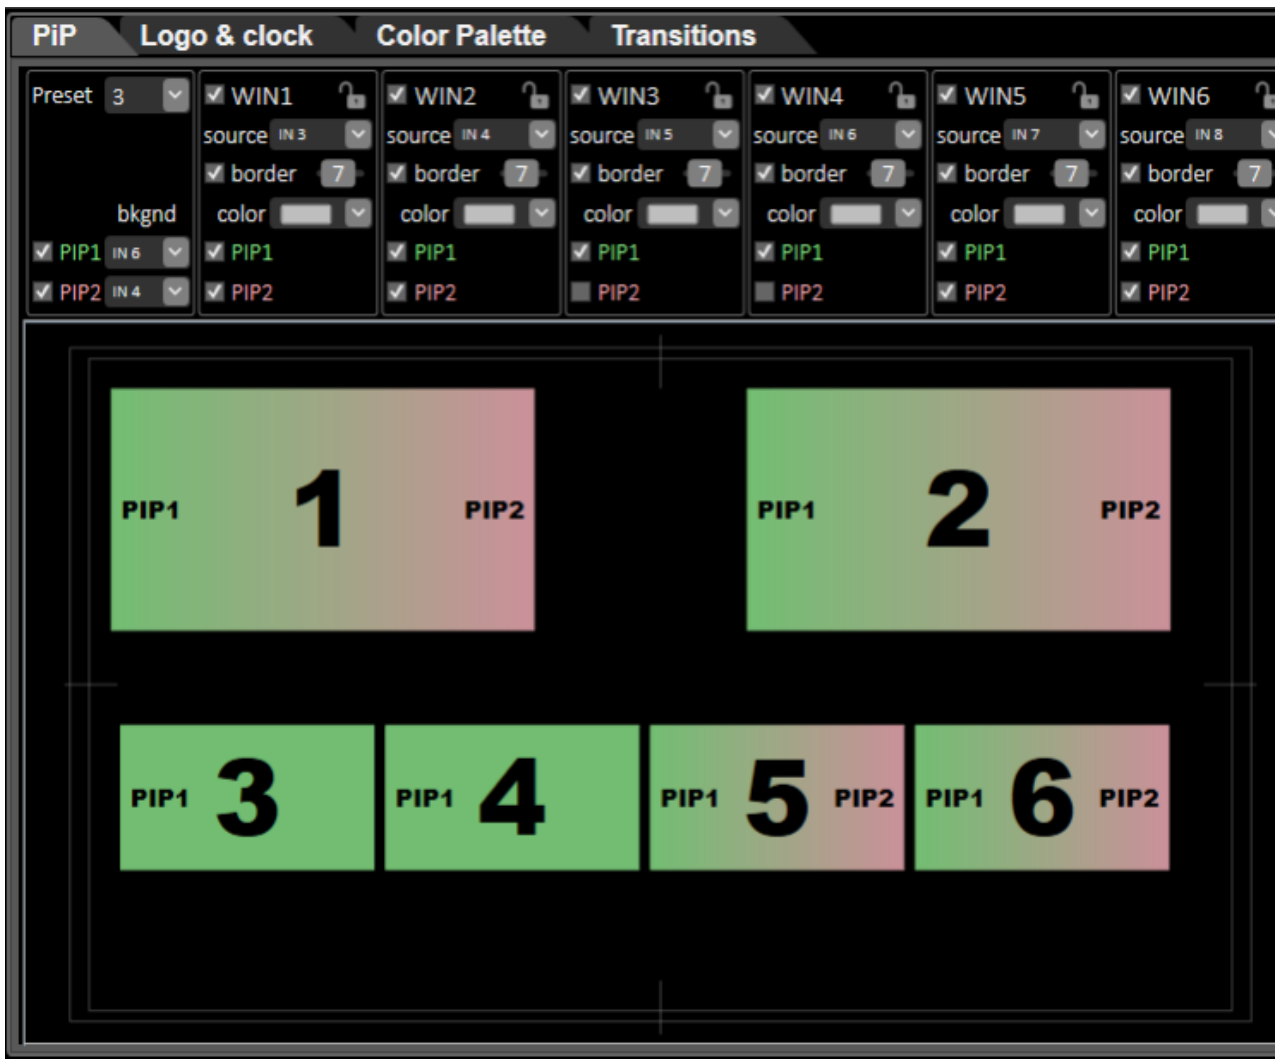 PiP Logo & clock Color Palette Transitions
Preset 3 WIN1 WIN2 WIN3 WIN4 WIN5 WIN6
source IN 3 source IN 4 source IN 5 source IN 6 source IN 7 source IN 8
border 7 border 7 border 7 border 7 border 7 border 7
bkgnd color color color color color color
PIP1 IN 6 PIP1 PIP1 PIP1 PIP1 PIP1 PIP1
PIP2 IN 4 PIP2 PIP2 PIP2 PIP2 PIP2 PIP2
PIP1 1 PIP2 PIP1 2 PIP2
PIP1 3 PIP1 4 PIP1 5 PIP2 PIP1 6 PIP2